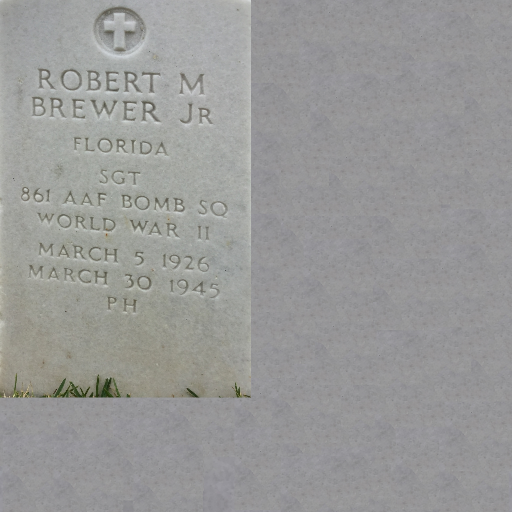 ROBERT M
BREWER JR
FLORIDA
SGT
861 AAF BOMB SQ
WORLD WAR II
MARCH 5 1926
MARCH 30 1945
PH